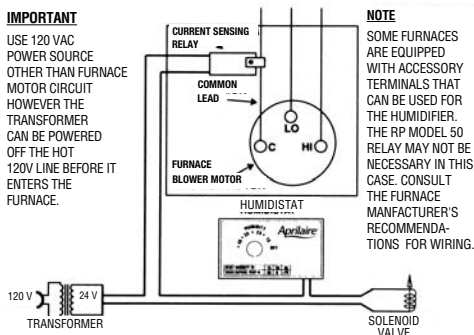 IMPORTANT
USE 120 VAC
POWER SOURCE
OTHER THAN FURNACE
MOTOR CIRCUIT
HOWEVER THE
TRANSFORMER
CAN BE POWERED
OFF THE HOT
120V LINE BEFORE IT
ENTERS THE
FURNACE.
CURRENT SENSING
RELAY
COMMON
LEAD
LO
C
HI
FURNACE
BLOWER MOTOR
NOTE
SOME FURNACES
ARE EQUIPPED
WITH ACCESSORY
TERMINALS THAT
CAN BE USED FOR
THE HUMIDIFIER.
THE RP MODEL 50
RELAY MAY NOT BE
NECESSARY IN THIS
CASE. CONSULT
THE FURNACE
MANFACTURER'S
RECOMMENDA-
TIONS FOR WIRING.
HUMIDISTAT
HUMIDISTAT
Aprilaire
120 V
24 V
TRANSFORMER
SOLENOID
VALVE